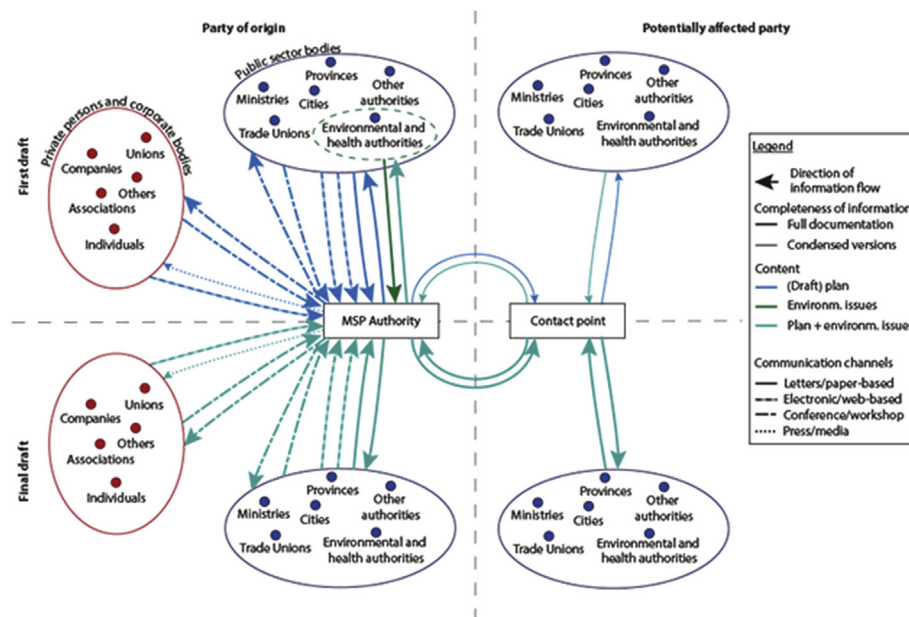 Party of origin
Potentially affected party
First draft
Private persons and corporate bodies
Companies
Unions
Others
Associations
Individuals
Public sector bodies
Provinces
Ministries
Cities
Other
authorities
Trade Unions
Environmental and
health authorities
Provinces
Ministries
Cities
Other
authorities
Trade Unions
Environmental and
health authorities
MSP Authority
Contact point
Final draft
Companies
Unions
Others
Associations
Individuals
Provinces
Ministries
Cities
Other
authorities
Trade Unions
Environmental and
health authorities
Provinces
Ministries
Cities
Other
authorities
Trade Unions
Environmental and
health authorities
Legend
Direction of
information flow
Completeness of information
Full documentation
Condensed versions
Content
(Draft) plan
Environm. issues
Plan + environm. issue
Communication channels
Letters/paper-based
Electronic/web-based
Conference/workshop
Press/media